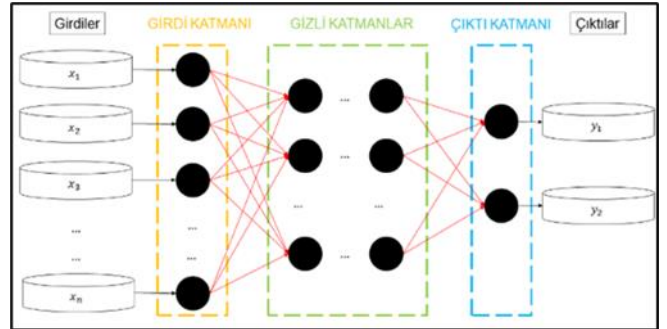 Girdiler GİRDİ KATMANI GİZLİ KATMANLAR ÇIKTI KATMANI Çıktılar
x₁
... y₁
x₂
... 
x₃
... ... ... y₂
... ...
... ... ...
xₙ